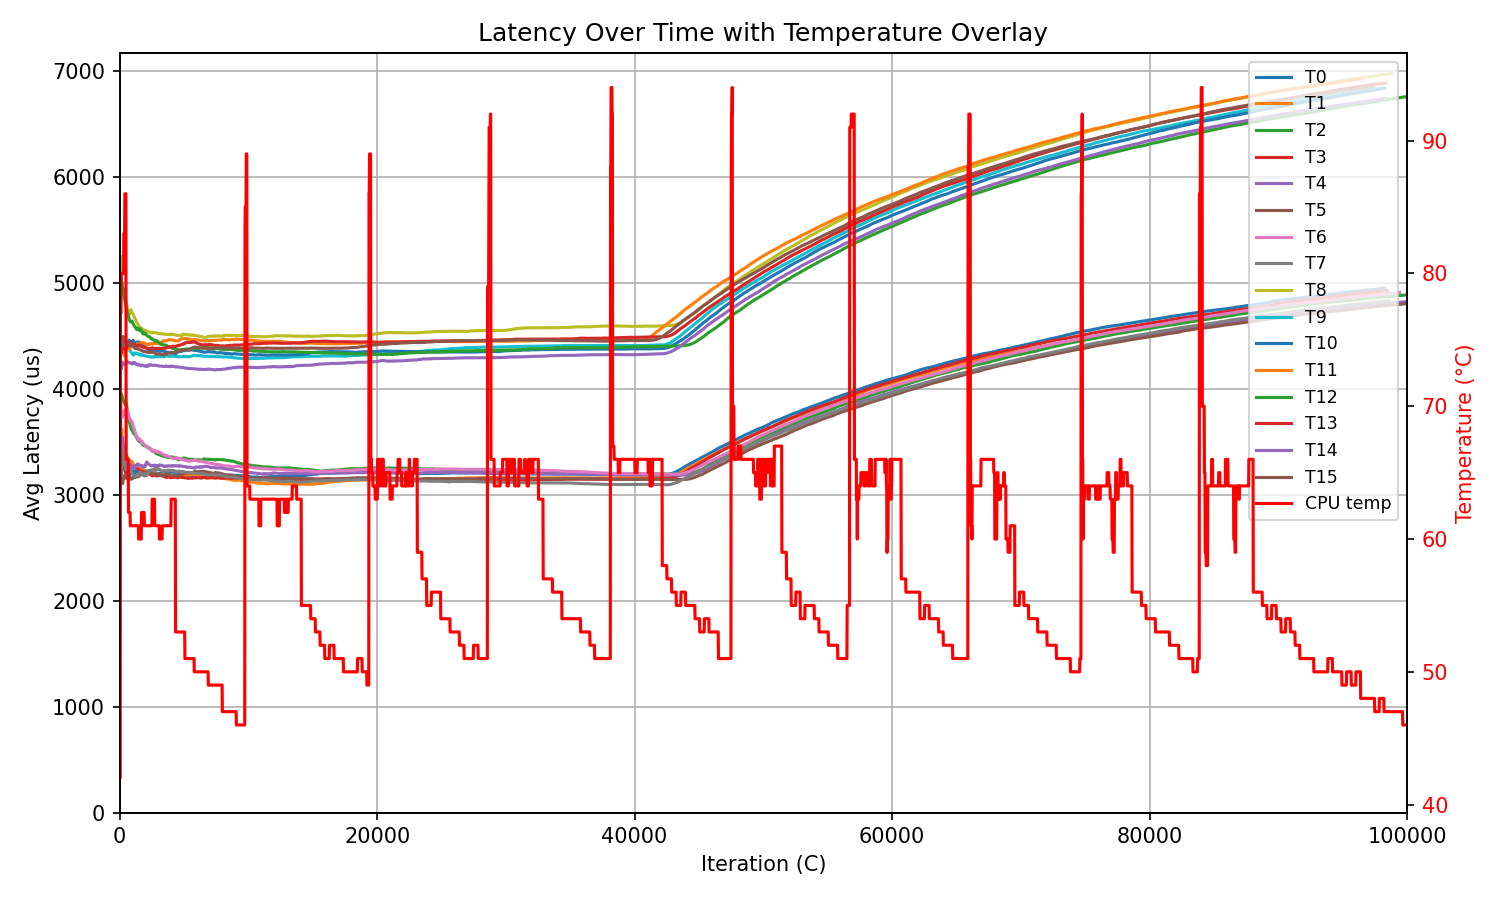 Latency Over Time with Temperature Overlay
7000
6000
5000
4000
3000
2000
1000
0
Avg Latency (us)
0
20000
40000
60000
80000
100000
Iteration (C)
90
80
70
60
50
40
Temperature (°C)
T0
T1
T2
T3
T4
T5
T6
T7
T8
T9
T10
T11
T12
T13
T14
T15
CPU temp